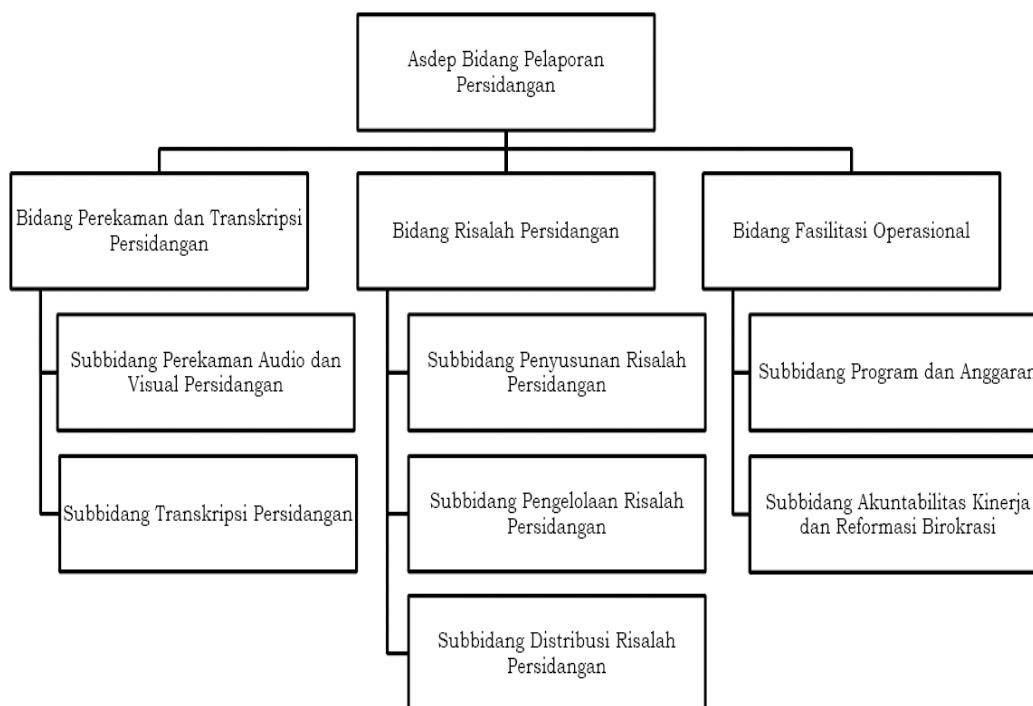 Asdep Bidang Pelaporan
Persidangan
Bidang Perekaman dan Transkripsi
Persidangan
Bidang Risalah Persidangan
Bidang Fasilitasi Operasional
Subbidang Perekaman Audio dan
Visual Persidangan
Subbidang Penyusunan Risalah
Persidangan
Subbidang Program dan Anggaran
Subbidang Transkripsi Persidangan
Subbidang Pengelolaan Risalah
Persidangan
Subbidang Akuntabilitas Kinerja
dan Reformasi Birokrasi
Subbidang Distribusi Risalah
Persidangan